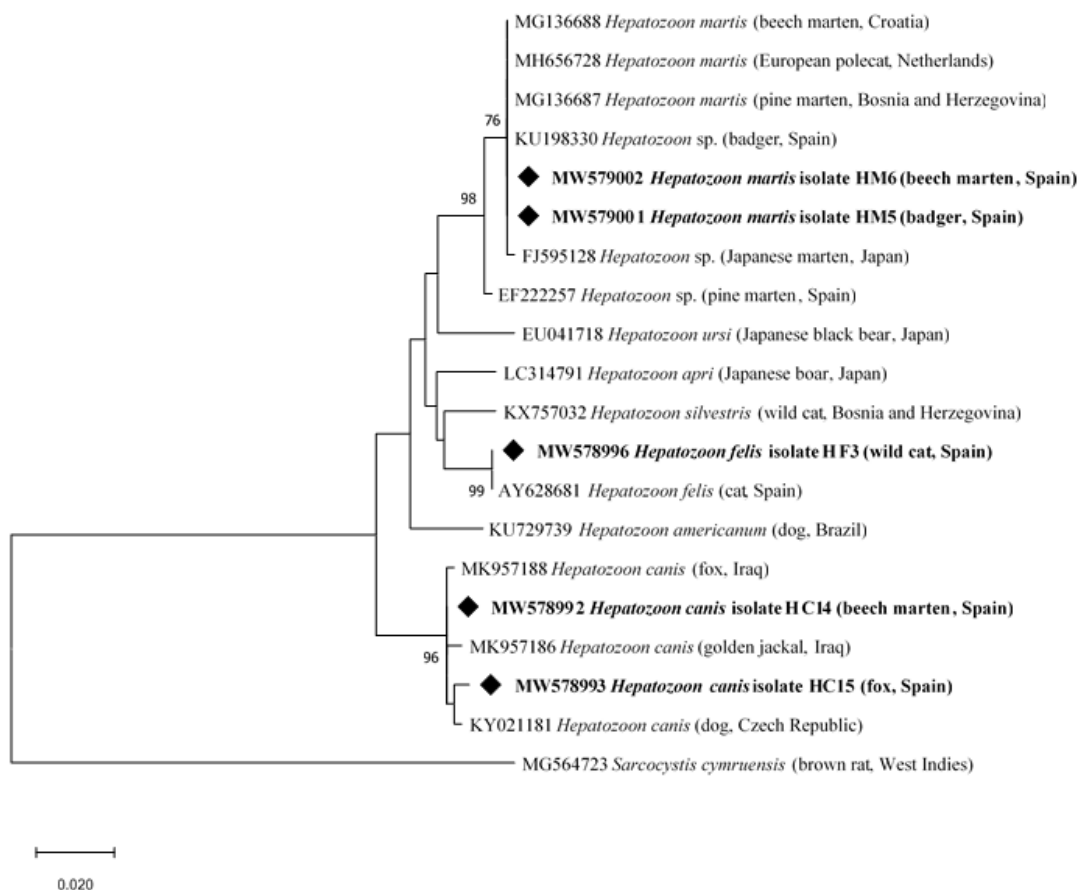 MG136688 Hepatozoon martis (beech marten, Croatia)
MH656728 Hepatozoon martis (European polecat, Netherlands)
MG136687 Hepatozoon martis (pine marten, Bosnia and Herzegovina)
76
KU198330 Hepatozoon sp. (badger, Spain)
MW579002 Hepatozoon martis isolate HM6 (beech marten, Spain)
98
MW579001 Hepatozoon martis isolate HM5 (badger, Spain)
FJ595128 Hepatozoon sp. (Japanese marten, Japan)
EF222257 Hepatozoon sp. (pine marten, Spain)
EU041718 Hepatozoon ursi (Japanese black bear, Japan)
LC314791 Hepatozoon apri (Japanese boar, Japan)
KX757032 Hepatozoon silvestris (wild cat, Bosnia and Herzegovina)
MW578996 Hepatozoon felis isolate HF3 (wild cat, Spain)
99 AY628681 Hepatozoon felis (cat, Spain)
KU729739 Hepatozoon americanum (dog, Brazil)
MK957188 Hepatozoon canis (fox, Iraq)
MW578992 Hepatozoon canis isolate HC14 (beech marten, Spain)
MK957186 Hepatozoon canis (golden jackal, Iraq)
96
MW578993 Hepatozoon canis isolate HC15 (fox, Spain)
KY021181 Hepatozoon canis (dog, Czech Republic)
MG564723 Sarcocystis cymruensis (brown rat, West Indies)
0.020